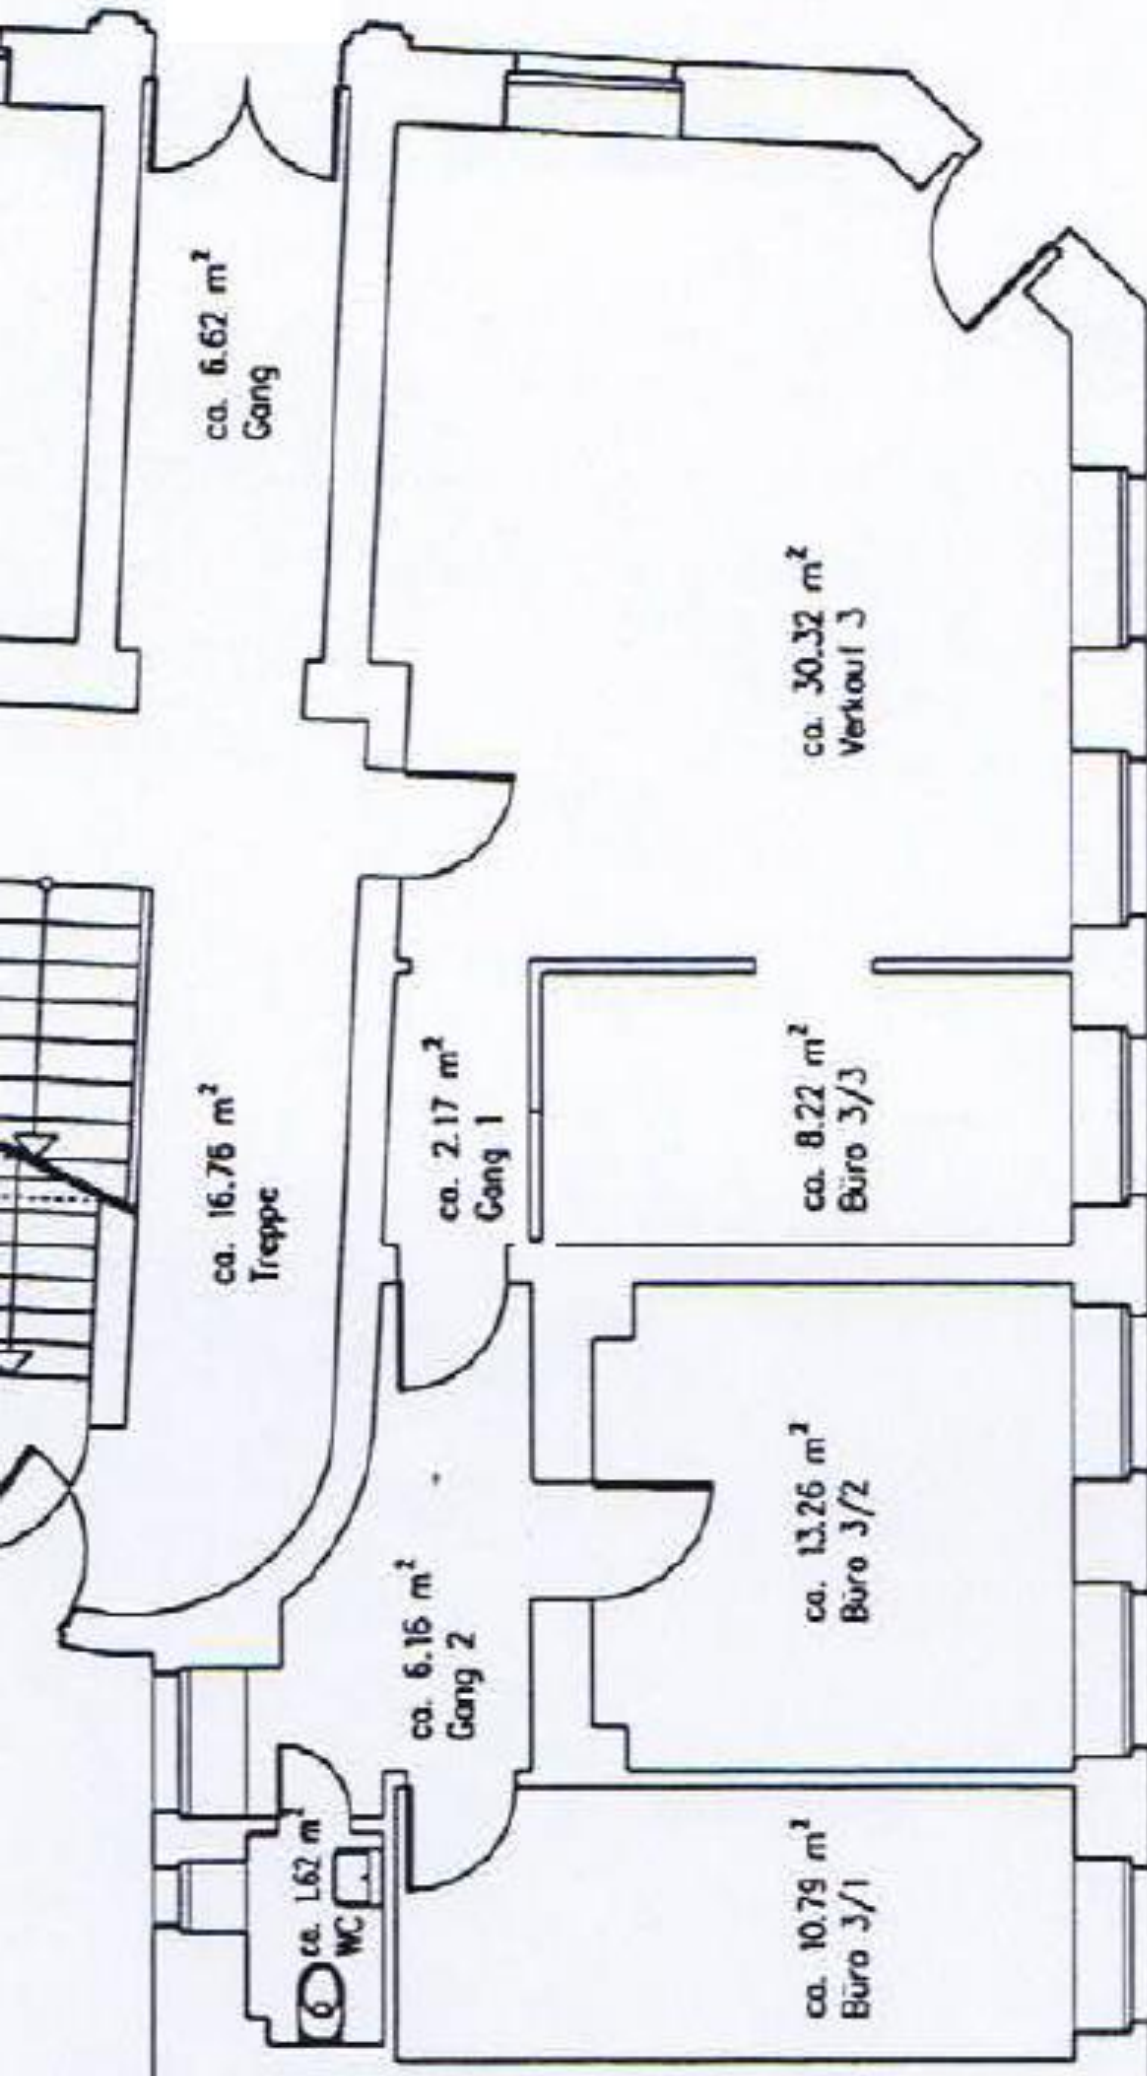 ca. 6.62 m²
Gang
ca. 30.32 m²
Verkauf 3
ca. 16.76 m²
Treppe
ca. 2.17 m²
Gang 1
ca. 8.22 m²
Büro 3/3
ca. 13.26 m²
Büro 3/2
ca. 6.16 m²
Gang 2
ca. 1.62 m²
WC
ca. 10.79 m²
Büro 3/1